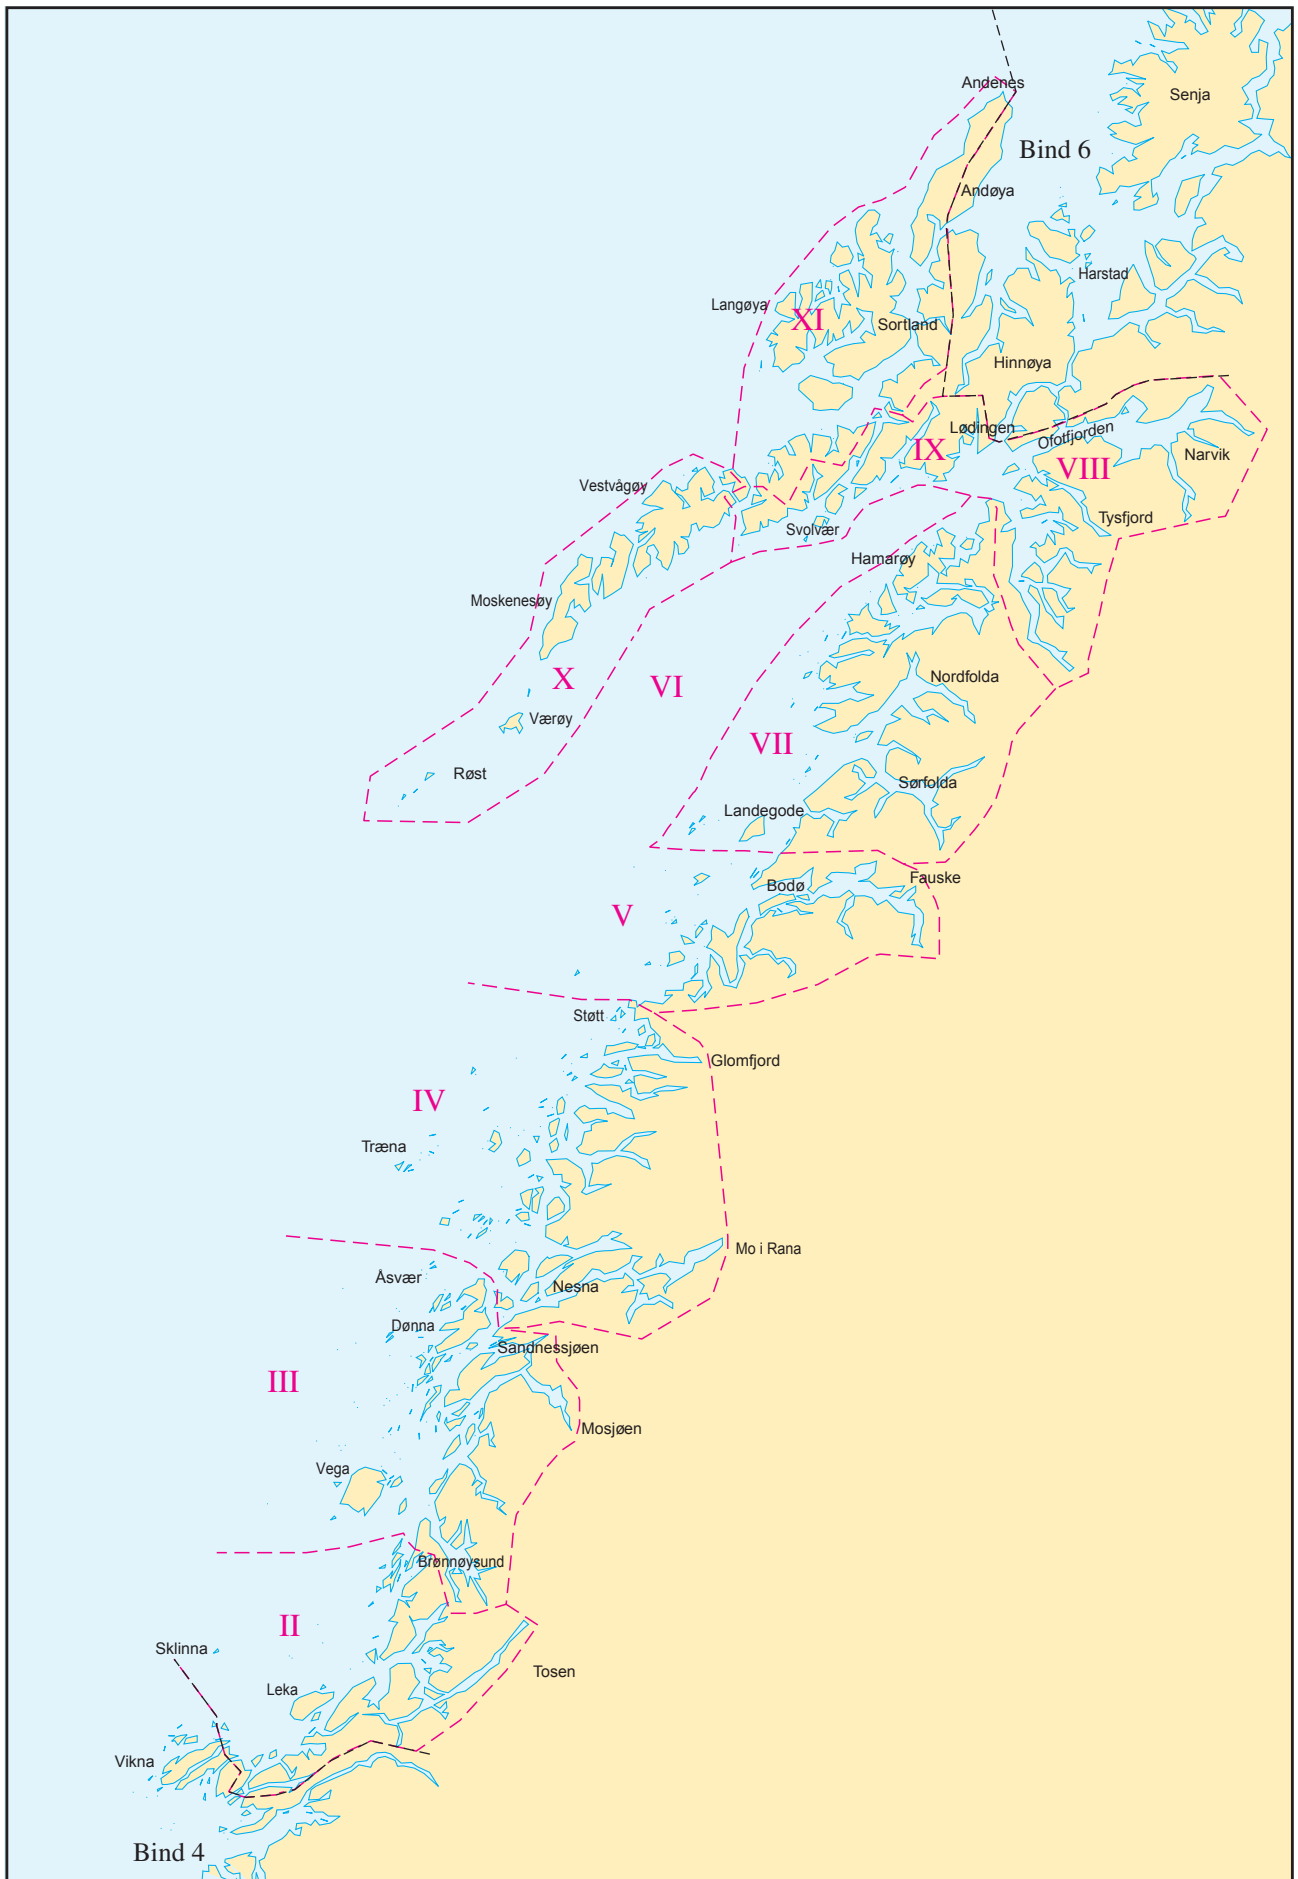 Andenes
Senja
Bind 6
Andøya
Harstad
Langøya
XI
Sortland
Hinnøya
Lødingen
Ofotfjorden
IX
VIII
Narvik
Vestvågøy
Tysfjord
Svolvær
Hamarøy
Moskenesøy
X
VI
Nordfolda
Værøy
VII
Røst
Sørfolda
Landegode
Bodø
Fauske
V
Støtt
Glomfjord
IV
Træna
Mo i Rana
Åsvær
Nesna
Dønna
Sandnessjøen
III
Mosjøen
Vega
Brønnøysund
II
Sklinna
Tosen
Leka
Vikna
Bind 4